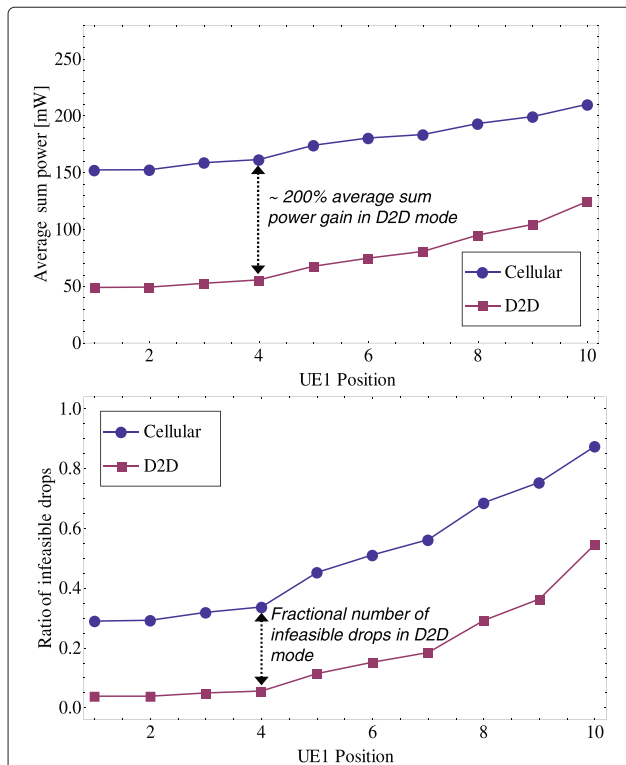 250
200
150
100
50
0
Average sum power [mW]
~ 200% average sum
power gain in D2D mode
Cellular
D2D
2 4 6 8 10
UE1 Position
1.0
0.8
0.6
0.4
0.2
0.0
Ratio of infeasible drops
Cellular
D2D
Fractional number of
infeasible drops in D2D
mode
2 4 6 8 10
UE1 Position